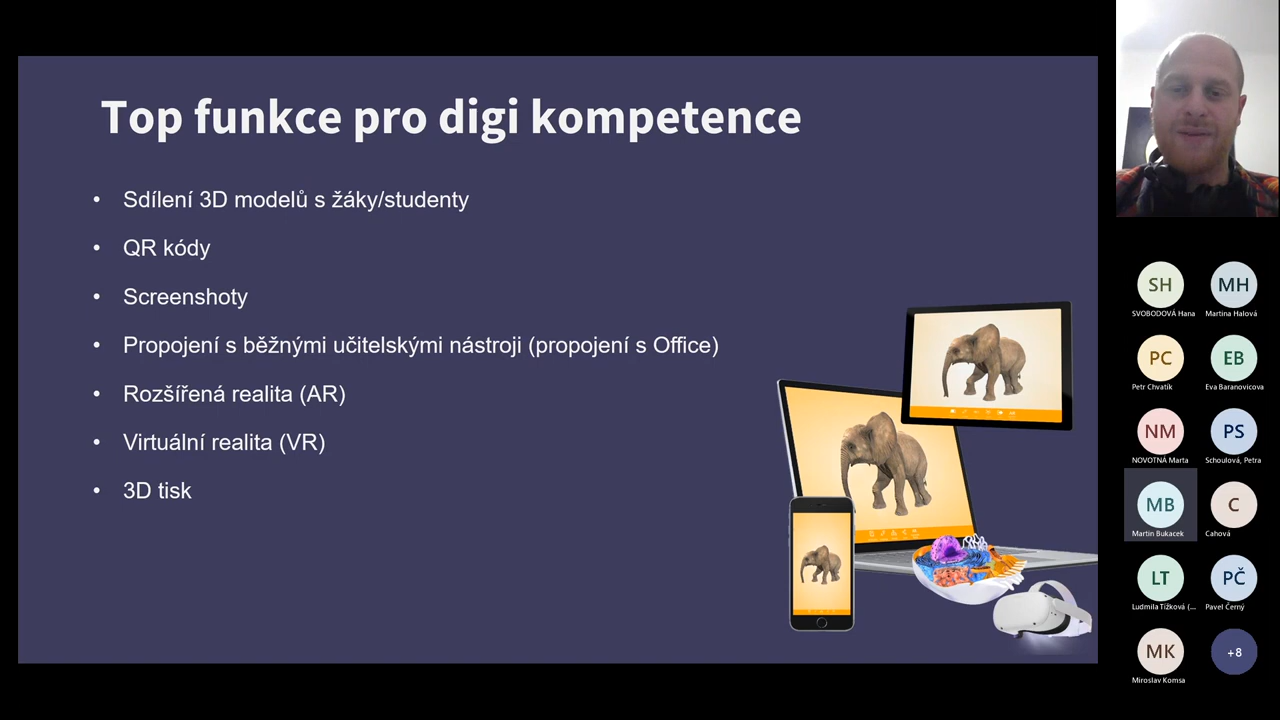 Top funkce pro digi kompetence
• Sdílení 3D modelů s žáky/studenty
• QR kódy
• Screenshoty
• Propojení s běžnými učitelskými nástroji (propojení s Office)
• Rozšířená realita (AR)
• Virtuální realita (VR)
• 3D tisk
SH
SVOBODOVÁ Hana
MH
Martina Halová
PC
Petr Chvatík
EB
Eva Baranovicova
NM
NOVOTNÁ Marta
PS
Schoulová, Petra
MB
Martin Bukacek
C
Cahová
LT
Ludmila Tížková (...
PČ
Pavel Černý
MK
Miroslav Komsa
+8